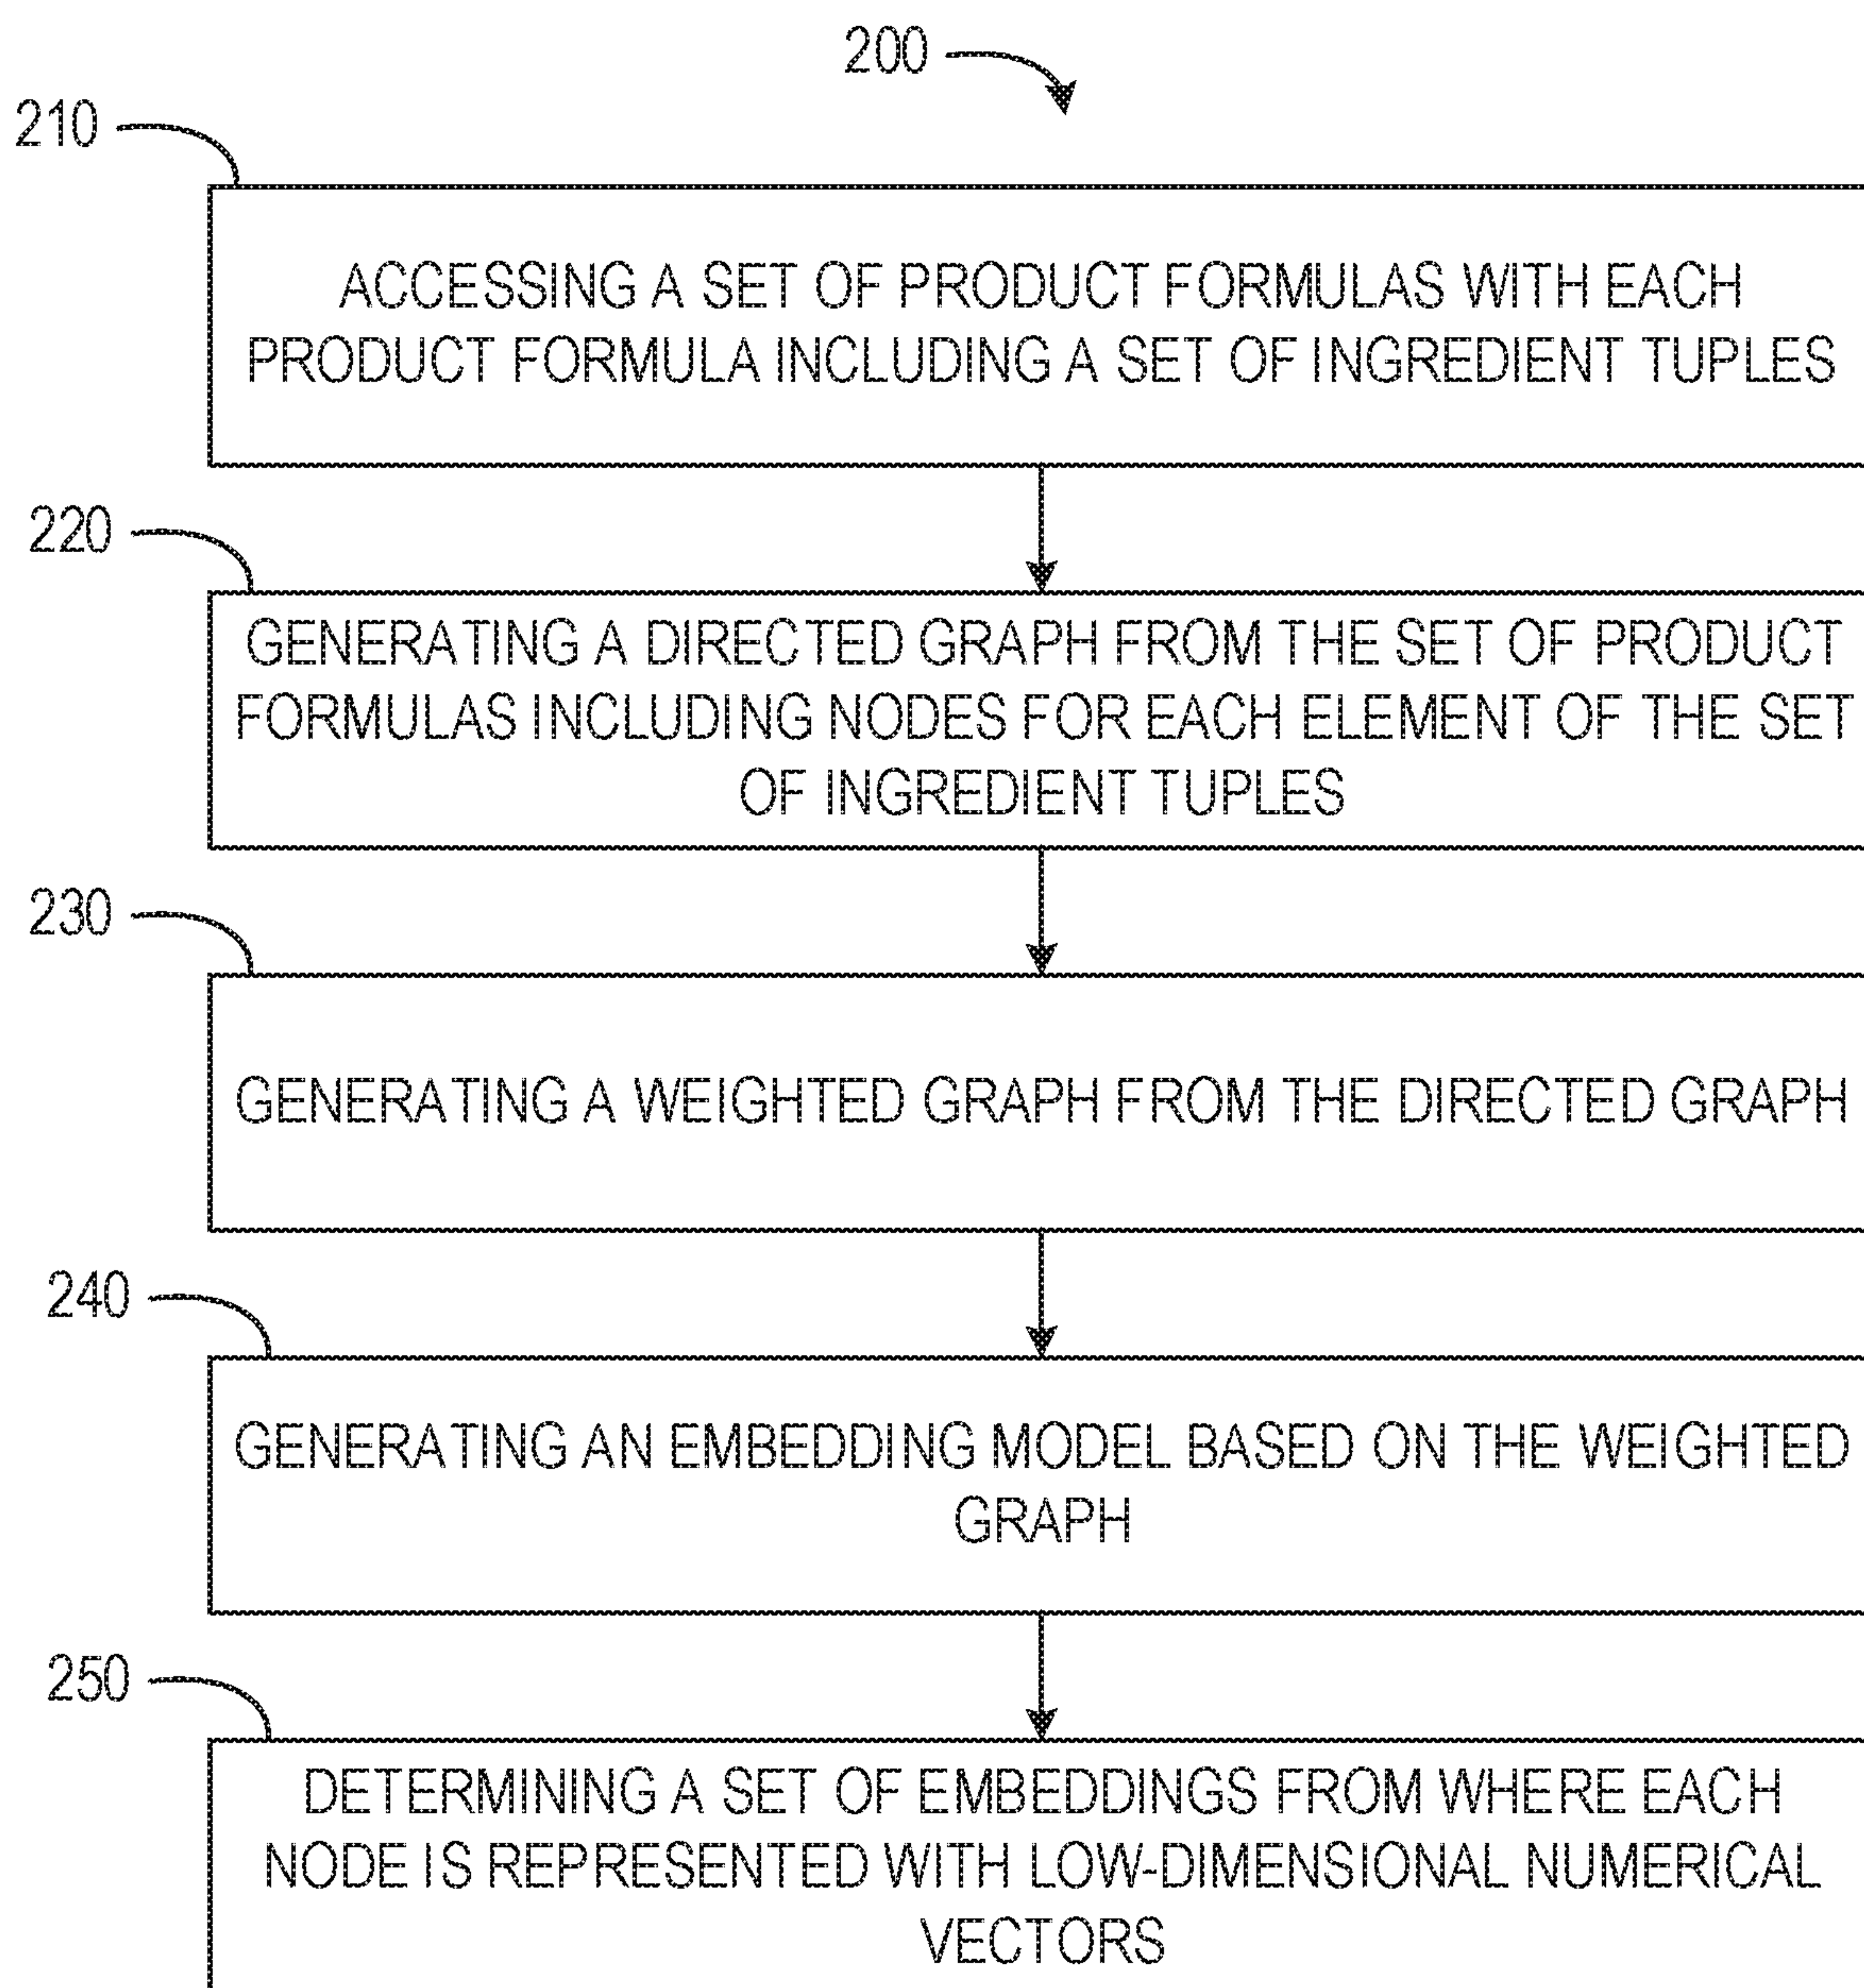 200
210
ACCESSING A SET OF PRODUCT FORMULAS WITH EACH
PRODUCT FORMULA INCLUDING A SET OF INGREDIENT TUPLES
220
GENERATING A DIRECTED GRAPH FROM THE SET OF PRODUCT
FORMULAS INCLUDING NODES FOR EACH ELEMENT OF THE SET
OF INGREDIENT TUPLES
230
GENERATING A WEIGHTED GRAPH FROM THE DIRECTED GRAPH
240
GENERATING AN EMBEDDING MODEL BASED ON THE WEIGHTED
GRAPH
250
DETERMINING A SET OF EMBEDDINGS FROM WHERE EACH
NODE IS REPRESENTED WITH LOW-DIMENSIONAL NUMERICAL
VECTORS